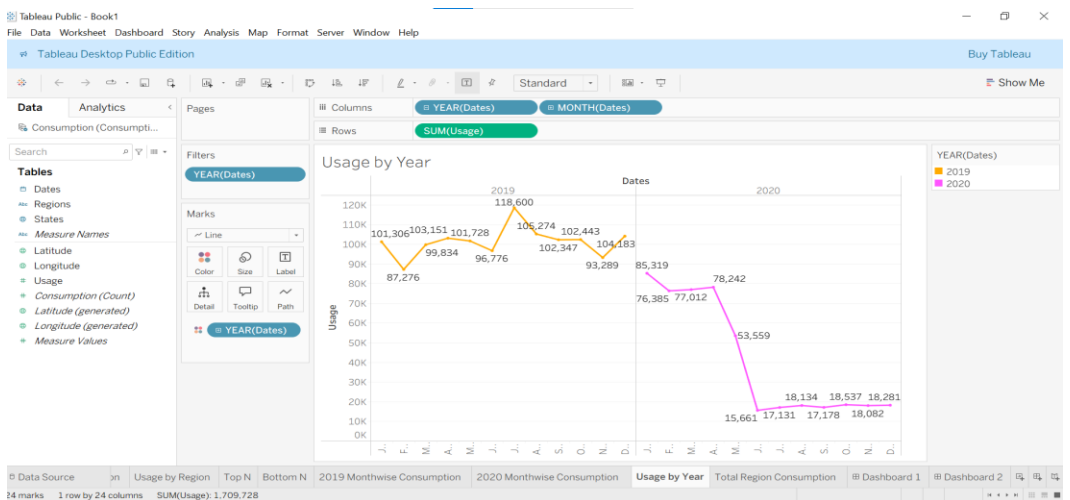 Tableau Public - Book1
File Data Worksheet Dashboard Story Analysis Map Format Server Window Help
Tableau Desktop Public Edition
Buy Tableau
Standard
Show Me
Data
Analytics
Consumption (Consumpti...
Search
Tables
Dates
Abc Regions
States
Abc Measure Names
Latitude
Longitude
Usage
Consumption (Count)
Latitude (generated)
Longitude (generated)
Measure Values
Pages
Filters
YEAR(Dates)
Marks
Line
Color Size Label
Detail Tooltip Path
YEAR(Dates)
Columns
YEAR(Dates) MONTH(Dates)
Rows
SUM(Usage)
Usage by Year
Dates
2019 2020
Usage
120K
110K
100K
90K
80K
70K
60K
50K
40K
30K
20K
10K
0K
101,306
87,276
103,151
99,834
101,728
96,776
118,600
105,274
102,347
102,443
93,289
104,183
85,319
76,385
77,012
78,242
53,559
15,661
17,131
18,134
17,178
18,537
18,082
18,281
J.. F.. M.. A.. M.. J.. J.. A.. S.. O.. N.. D.. J.. F.. M.. A.. M.. J.. J.. A.. S.. O.. N.. D..
YEAR(Dates)
2019
2020
Data Source on Usage by Region Top N Bottom N 2019 Monthwise Consumption 2020 Monthwise Consumption Usage by Year Total Region Consumption Dashboard 1 Dashboard 2
24 marks 1 row by 24 columns SUM(Usage): 1,709,728